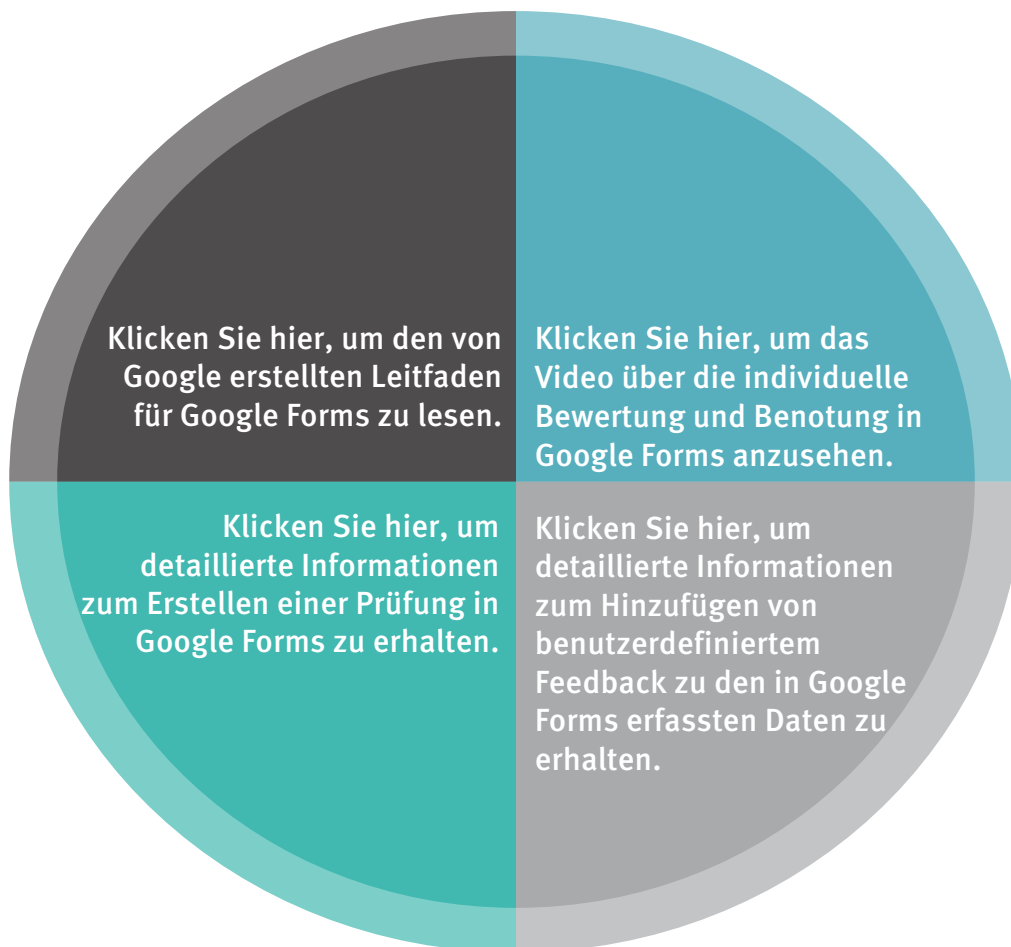 Klicken Sie hier, um den von
Google erstellten Leitfaden
für Google Forms zu lesen.
Klicken Sie hier, um das
Video über die individuelle
Bewertung und Benotung in
Google Forms anzusehen.
Klicken Sie hier, um
detaillierte Informationen
zum Erstellen einer Prüfung in
Google Forms zu erhalten.
Klicken Sie hier, um
detaillierte Informationen
zum Hinzufügen von
benutzerdefiniertem
Feedback zu den in Google
Forms erfassten Daten zu
erhalten.